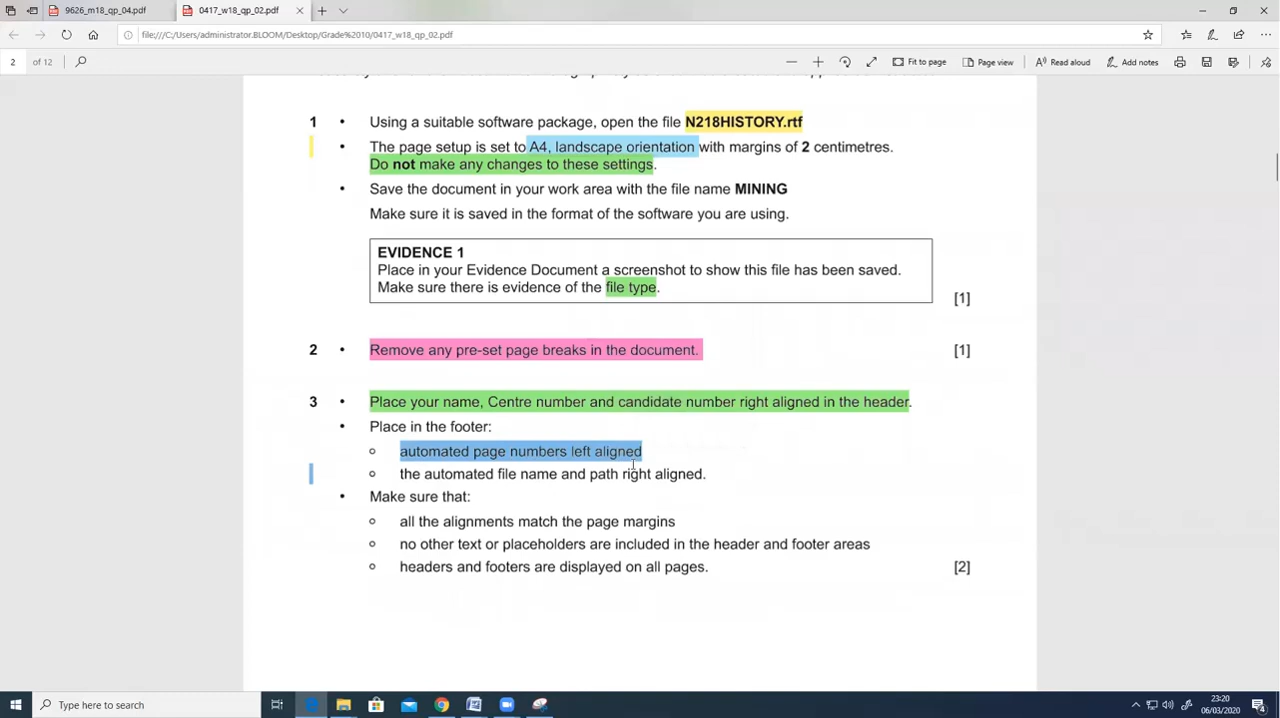 9626_m18_qp_04.pdf
0417_w18_qp_02.pdf
file:///C:/Users/administrator.BLOOM/Desktop/Grade%2010/0417_w18_qp_02.pdf
2 of 12
Fit to page
Page view
Read aloud
Add notes
1 • Using a suitable software package, open the file N218HISTORY.rtf
• The page setup is set to A4, landscape orientation with margins of 2 centimetres.
Do not make any changes to these settings.
• Save the document in your work area with the file name MINING
Make sure it is saved in the format of the software you are using.
EVIDENCE 1
Place in your Evidence Document a screenshot to show this file has been saved.
Make sure there is evidence of the file type.
[1]
2 • Remove any pre-set page breaks in the document. [1]
3 • Place your name, Centre number and candidate number right aligned in the header.
• Place in the footer:
○ automated page numbers left aligned
○ the automated file name and path right aligned.
• Make sure that:
○ all the alignments match the page margins
○ no other text or placeholders are included in the header and footer areas
○ headers and footers are displayed on all pages. [2]
Type here to search
23:20
06/03/2020